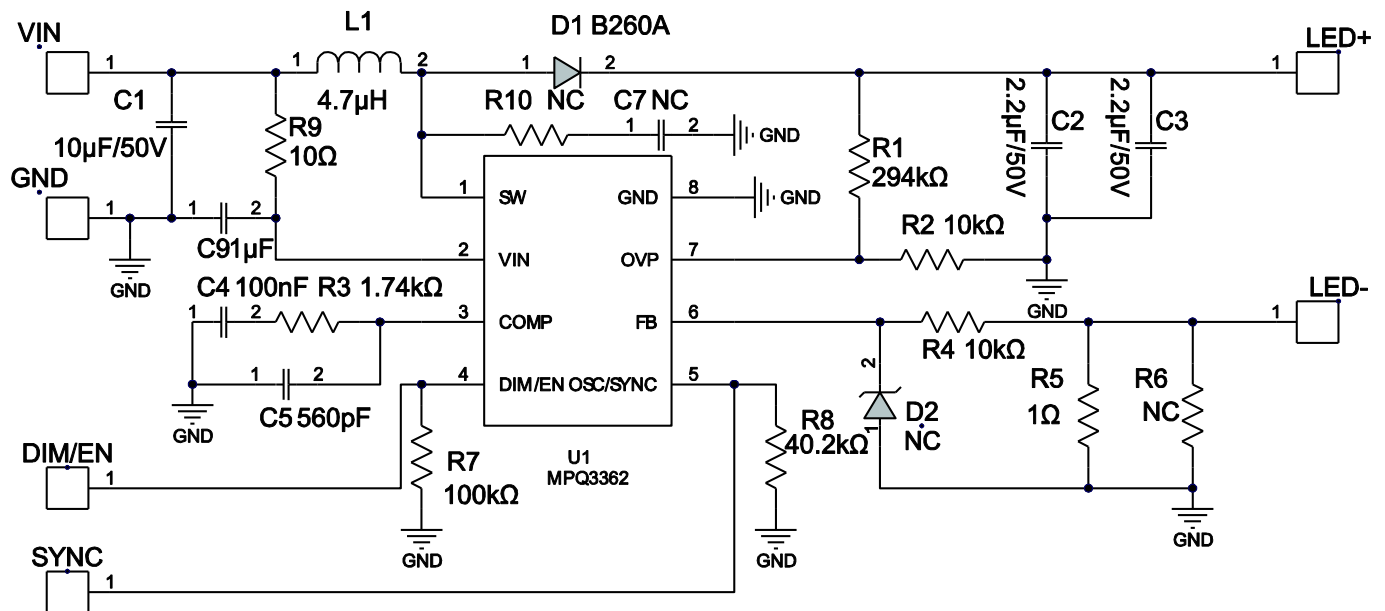 VIN
L1
D1 B260A
LED+
1
1
2
1
2
1
C1
4.7µH
R10
NC
C7 NC
10µF/50V
R9
10Ω
1
2
GND
R1
294kΩ
2.2µF/50V
C2
2.2µF/50V
C3
GND
1
1
2
C9 1µF
1
SW
GND
8
GND
GND
2
VIN
OVP
7
R2 10kΩ
GND
C4 100nF R3 1.74kΩ
1
2
3
COMP
FB
6
R4 10kΩ
LED-
1
1
2
C5 560pF
GND
4
DIM/EN OSC/SYNC
5
2
D2
NC
1
R5
1Ω
R6
NC
R8
40.2kΩ
U1
MPQ3362
DIM/EN
1
R7
100kΩ
GND
GND
GND
SYNC
1